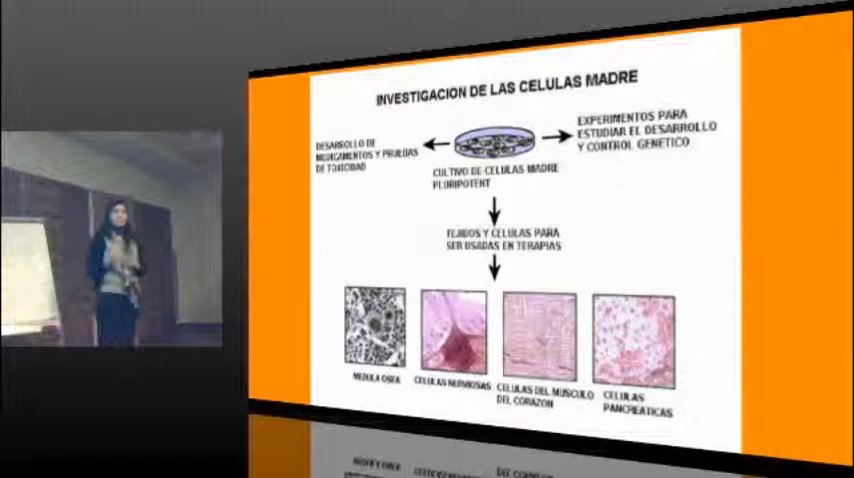 INVESTIGACION DE LAS CELULAS MADRE
DESARROLLO DE
MEDICAMENTOS Y PRUEBAS
DE TOXICIDAD
EXPERIMENTOS PARA
ESTUDIAR EL DESARROLLO
Y CONTROL GENETICO
CULTIVO DE CELULAS MADRE
PLURIPOTENT
TEJIDOS Y CELULAS PARA
SER USADAS EN TERAPIAS
MEDULA OSEA
CELULAS NERVIOSAS
CELULAS DEL MUSCULO
DEL CORAZON
CELULAS
PANCREATICAS